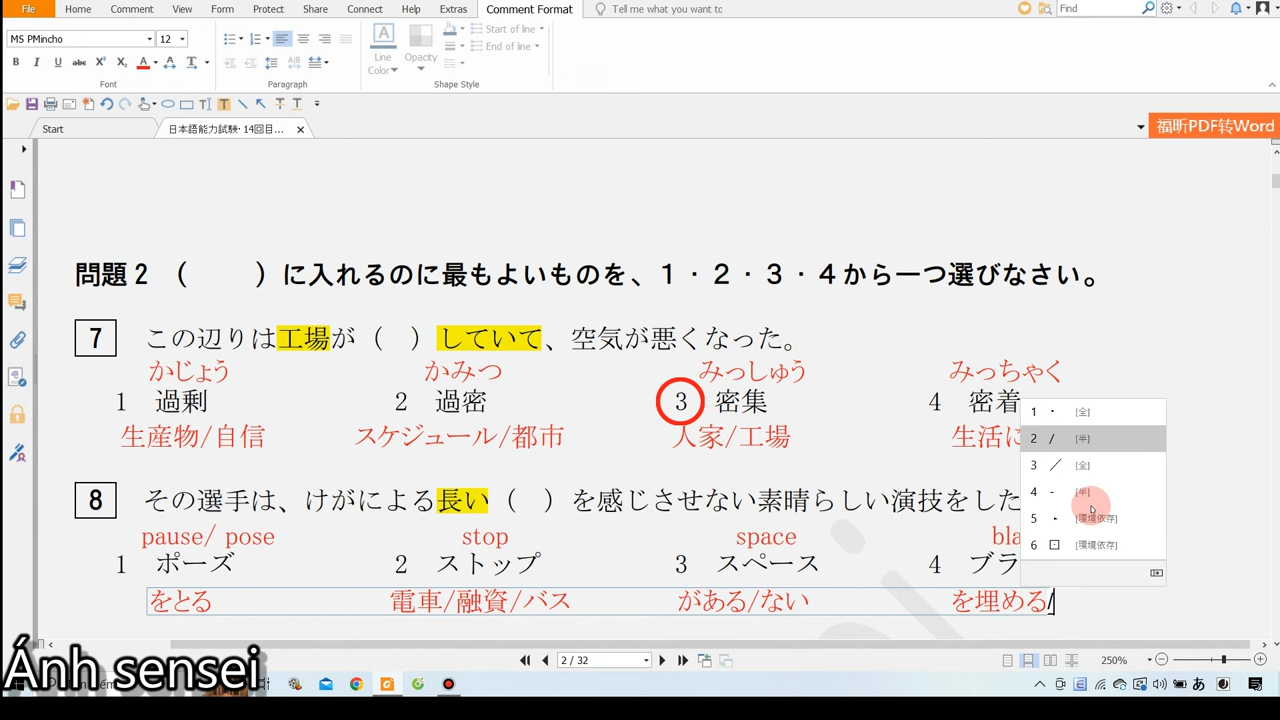 File Home Comment View Form Protect Share Connect Help Extras Comment Format Tell me what you want tc Find
MS PMincho 12
Line Color
Opacity
Start of line
End of line
Font Paragraph Shape Style
Start
日本語能力試験· 14回目...
福昕PDF转Word
問題2 （ ）に入れるのに最もよいものを、１・２・３・４から一つ選びなさい。
7 この辺りは工場が（ ）していて、空気が悪くなった。
かじょう かみつ みっしゅう みっちゃく
1 過剰 2 過密 3 密集 4 密着
生産物/自信 スケジュール/都市 人家/工場 生活に
8 その選手は、けがによる長い（ ）を感じさせない素晴らしい演技をした
pause/ pose stop space bla
1 ポーズ 2 ストップ 3 スペース 4 ブラ
をとる 電車/融資/バス がある/ない を埋める/
1 ・ [全]
2 / [半]
3 ／ [全]
4 - [半]
5 [環境依存]
6 [環境依存]
2 / 32
250%
Ánh sensei
あ